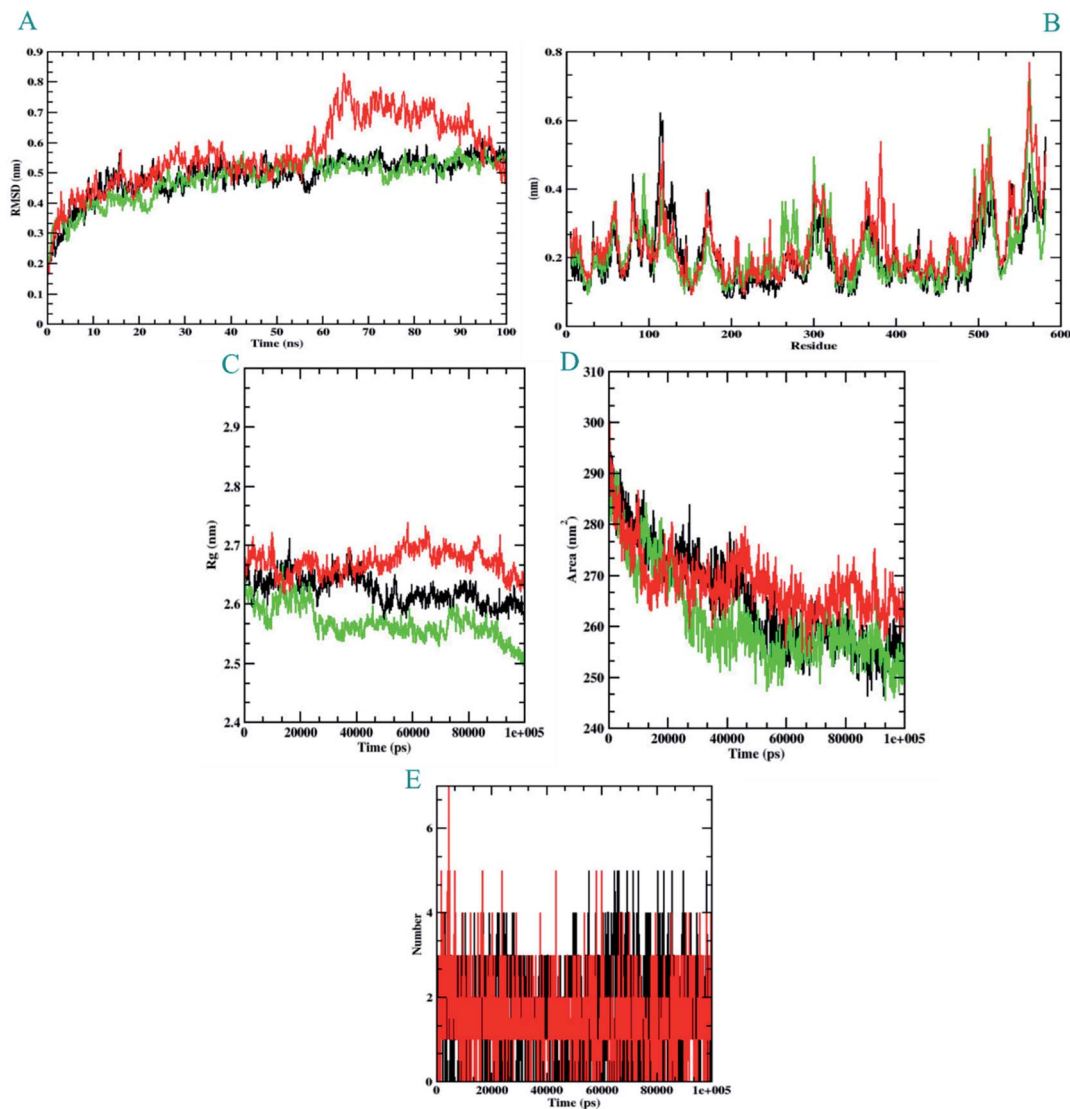 A
B
0.9
0.8
0.7
0.6
0.5
0.4
0.3
0.2
0.1
0
RMSD (nm)
0 10 20 30 40 50 60 70 80 90 100
Time (ns)
0.8
0.6
0.4
0.2
0
(nm)
0 100 200 300 400 500 600
Residue
C
D
2.9
2.8
2.7
2.6
2.5
2.4
Rg (nm)
0 20000 40000 60000 80000 1e+005
Time (ps)
310
300
290
280
270
260
250
240
Area (nm²)
0 20000 40000 60000 80000 1e+005
Time (ps)
E
6
4
2
0
Number
0 20000 40000 60000 80000 1e+005
Time (ps)